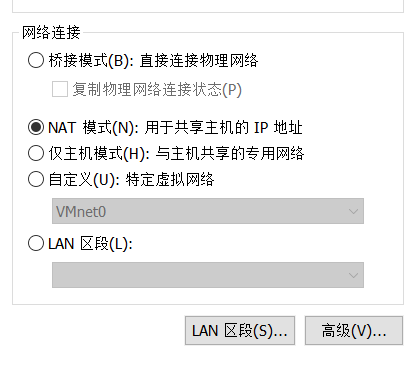 网络连接
桥接模式(B): 直接连接物理网络
复制物理网络连接状态(P)
NAT 模式(N): 用于共享主机的 IP 地址
仅主机模式(H): 与主机共享的专用网络
自定义(U): 特定虚拟网络
VMnet0
LAN 区段(L):
LAN 区段(S)... 高级(V)...